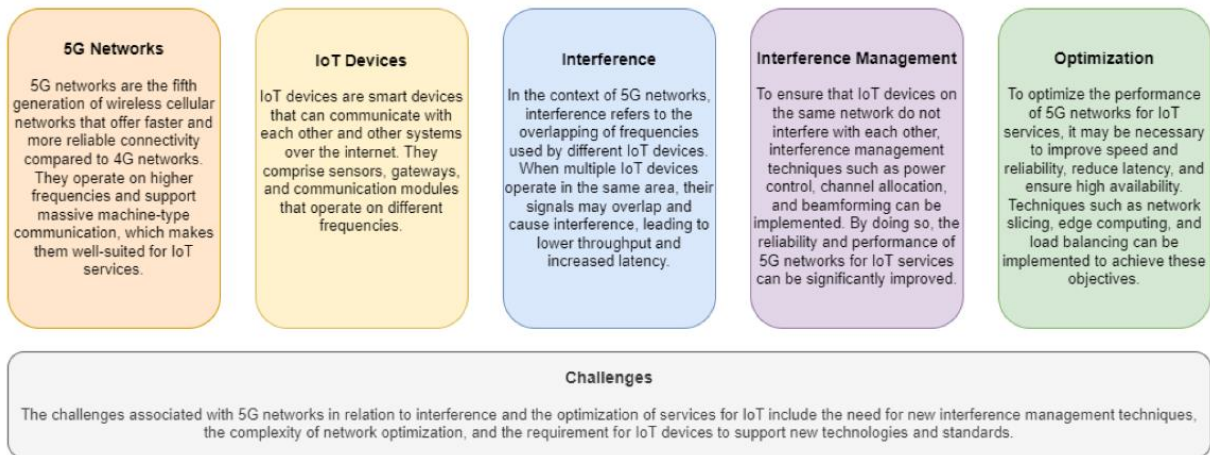 5G Networks
5G networks are the fifth
generation of wireless cellular
networks that offer faster and
more reliable connectivity
compared to 4G networks.
They operate on higher
frequencies and support
massive machine-type
communication, which makes
them well-suited for IoT
services.
IoT Devices
IoT devices are smart devices
that can communicate with
each other and other systems
over the internet. They
comprise sensors, gateways,
and communication modules
that operate on different
frequencies.
Interference
In the context of 5G networks,
interference refers to the
overlapping of frequencies
used by different IoT devices.
When multiple IoT devices
operate in the same area, their
signals may overlap and
cause interference, leading to
lower throughput and
increased latency.
Interference Management
To ensure that IoT devices on
the same network do not
interfere with each other,
interference management
techniques such as power
control, channel allocation,
and beamforming can be
implemented. By doing so, the
reliability and performance of
5G networks for IoT services
can be significantly improved.
Optimization
To optimize the performance
of 5G networks for IoT
services, it may be necessary
to improve speed and
reliability, reduce latency, and
ensure high availability.
Techniques such as network
slicing, edge computing, and
load balancing can be
implemented to achieve these
objectives.
Challenges
The challenges associated with 5G networks in relation to interference and the optimization of services for IoT include the need for new interference management techniques,
the complexity of network optimization, and the requirement for IoT devices to support new technologies and standards.